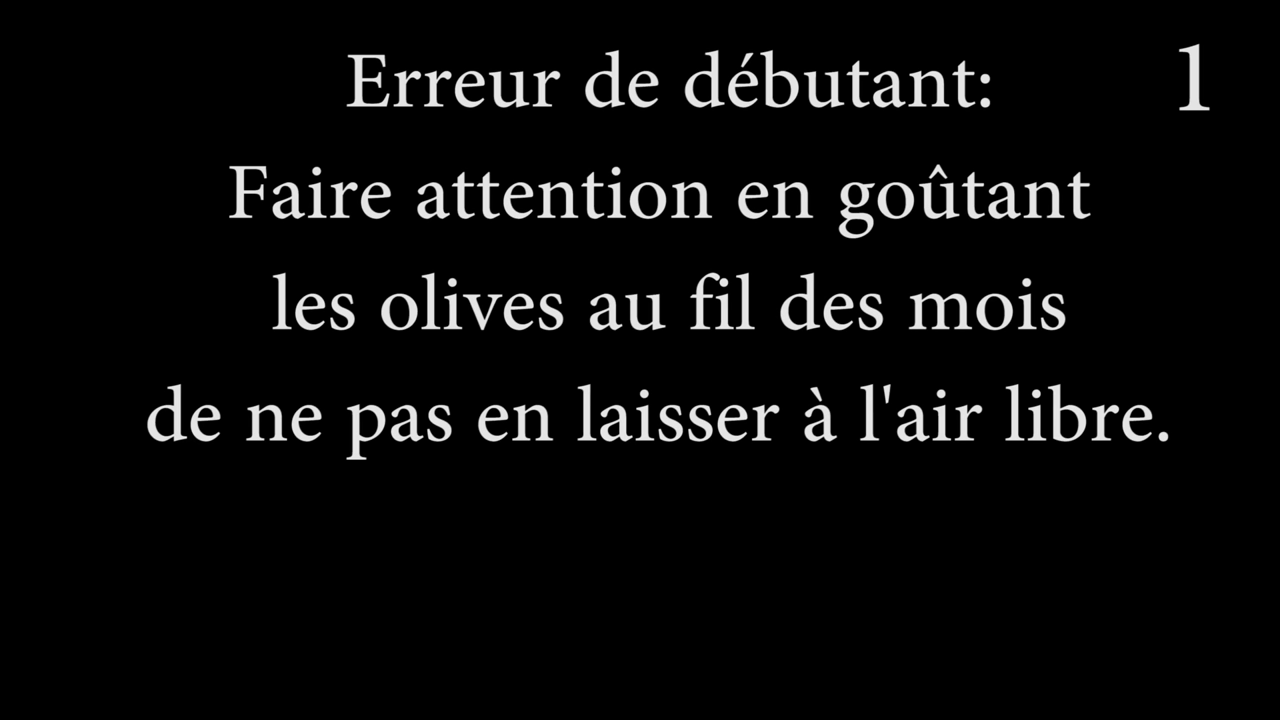 Erreur de débutant:
1
Faire attention en goûtant
les olives au fil des mois
de ne pas en laisser à l'air libre.